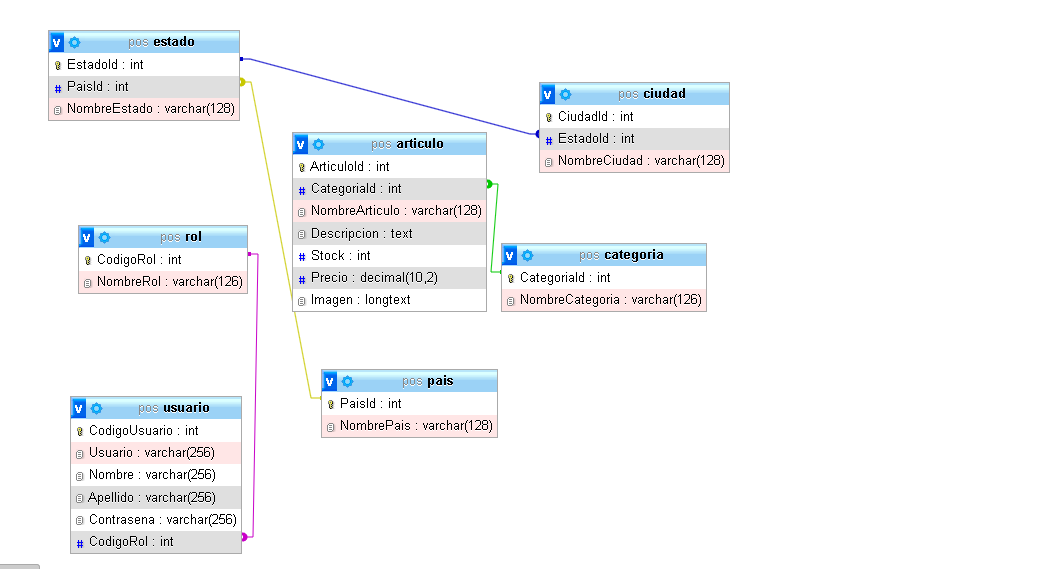 v pos estado
EstadoId : int
# PaisId : int
NombreEstado : varchar(128)
v pos ciudad
CiudadId : int
# EstadoId : int
NombreCiudad : varchar(128)
v pos articulo
ArticuloId : int
# CategoriaId : int
NombreArticulo : varchar(128)
Descripcion : text
# Stock : int
# Precio : decimal(10,2)
Imagen : longtext
v pos rol
CodigoRol : int
NombreRol : varchar(126)
v pos categoria
CategoriaId : int
NombreCategoria : varchar(126)
v pos pais
PaisId : int
NombrePais : varchar(128)
v pos usuario
CodigoUsuario : int
Usuario : varchar(256)
Nombre : varchar(256)
Apellido : varchar(256)
Contrasena : varchar(256)
# CodigoRol : int